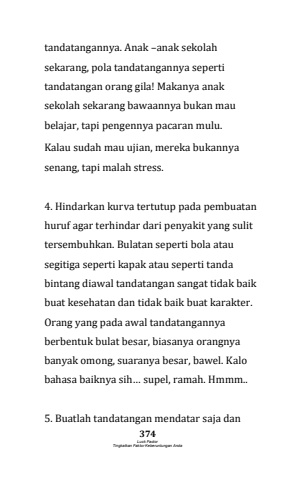 tandatangannya. Anak –anak sekolah
sekarang, pola tandatangannya seperti
tandatangan orang gila! Makanya anak
sekolah sekarang bawaannya bukan mau
belajar, tapi pengennya pacaran mulu.
Kalau sudah mau ujian, mereka bukannya
senang, tapi malah stress.
4. Hindarkan kurva tertutup pada pembuatan
huruf agar terhindar dari penyakit yang sulit
tersembuhkan. Bulatan seperti bola atau
segitiga seperti kapak atau seperti tanda
bintang diawal tandatangan sangat tidak baik
buat kesehatan dan tidak baik buat karakter.
Orang yang pada awal tandatangannya
berbentuk bulat besar, biasanya orangnya
banyak omong, suaranya besar, bawel. Kalo
bahasa baiknya sih… supel, ramah. Hmmm..
5. Buatlah tandatangan mendatar saja dan
374
Luck Factor
Tingkatkan Faktor Keberuntungan Anda